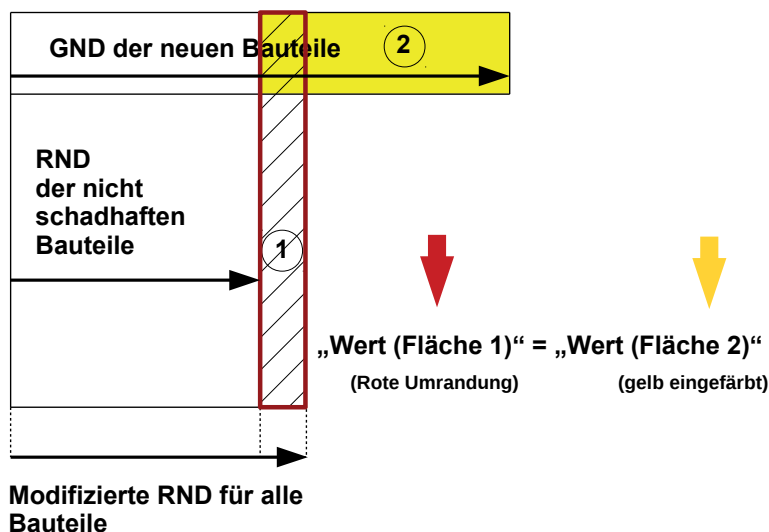 GND der neuen Bauteile
2
RND
der nicht
schadhaften
Bauteile
1
„Wert (Fläche 1)“ = „Wert (Fläche 2)“
(Rote Umrandung)
(gelb eingefärbt)
Modifizierte RND für alle
Bauteile